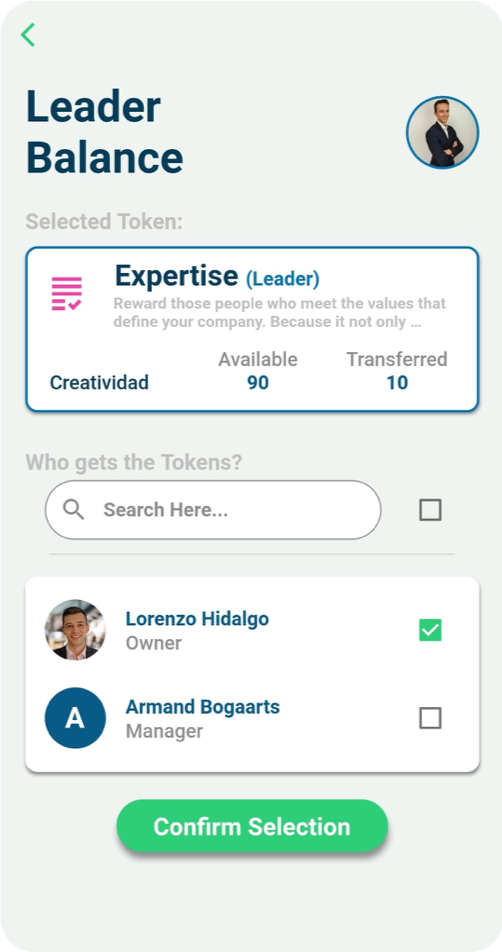 Leader
Balance
Selected Token:
Expertise (Leader)
Reward those people who meet the values that
define your company. Because it not only ...
Available Transferred
Creatividad 90 10
Who gets the Tokens?
Search Here...
Lorenzo Hidalgo
Owner
A
Armand Bogaarts
Manager
Confirm Selection